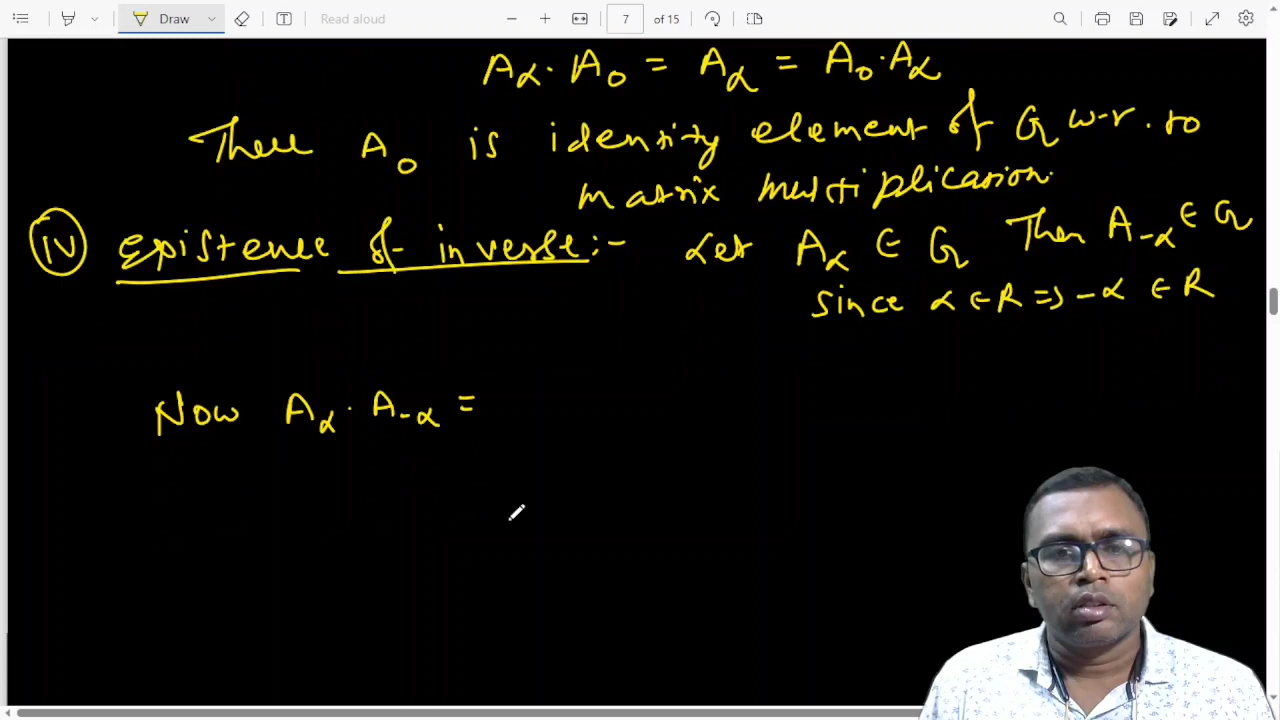 Draw
Read aloud
7 of 15
Aα · A0 = Aα = A0 · Aα
There A0 is identity element of G w.r. to
matrix multiplication.
(iv) existence of inverse :- Let Aα ∈ G Then A-α ∈ G
since α ∈ R => -α ∈ R
Now Aα · A-α =